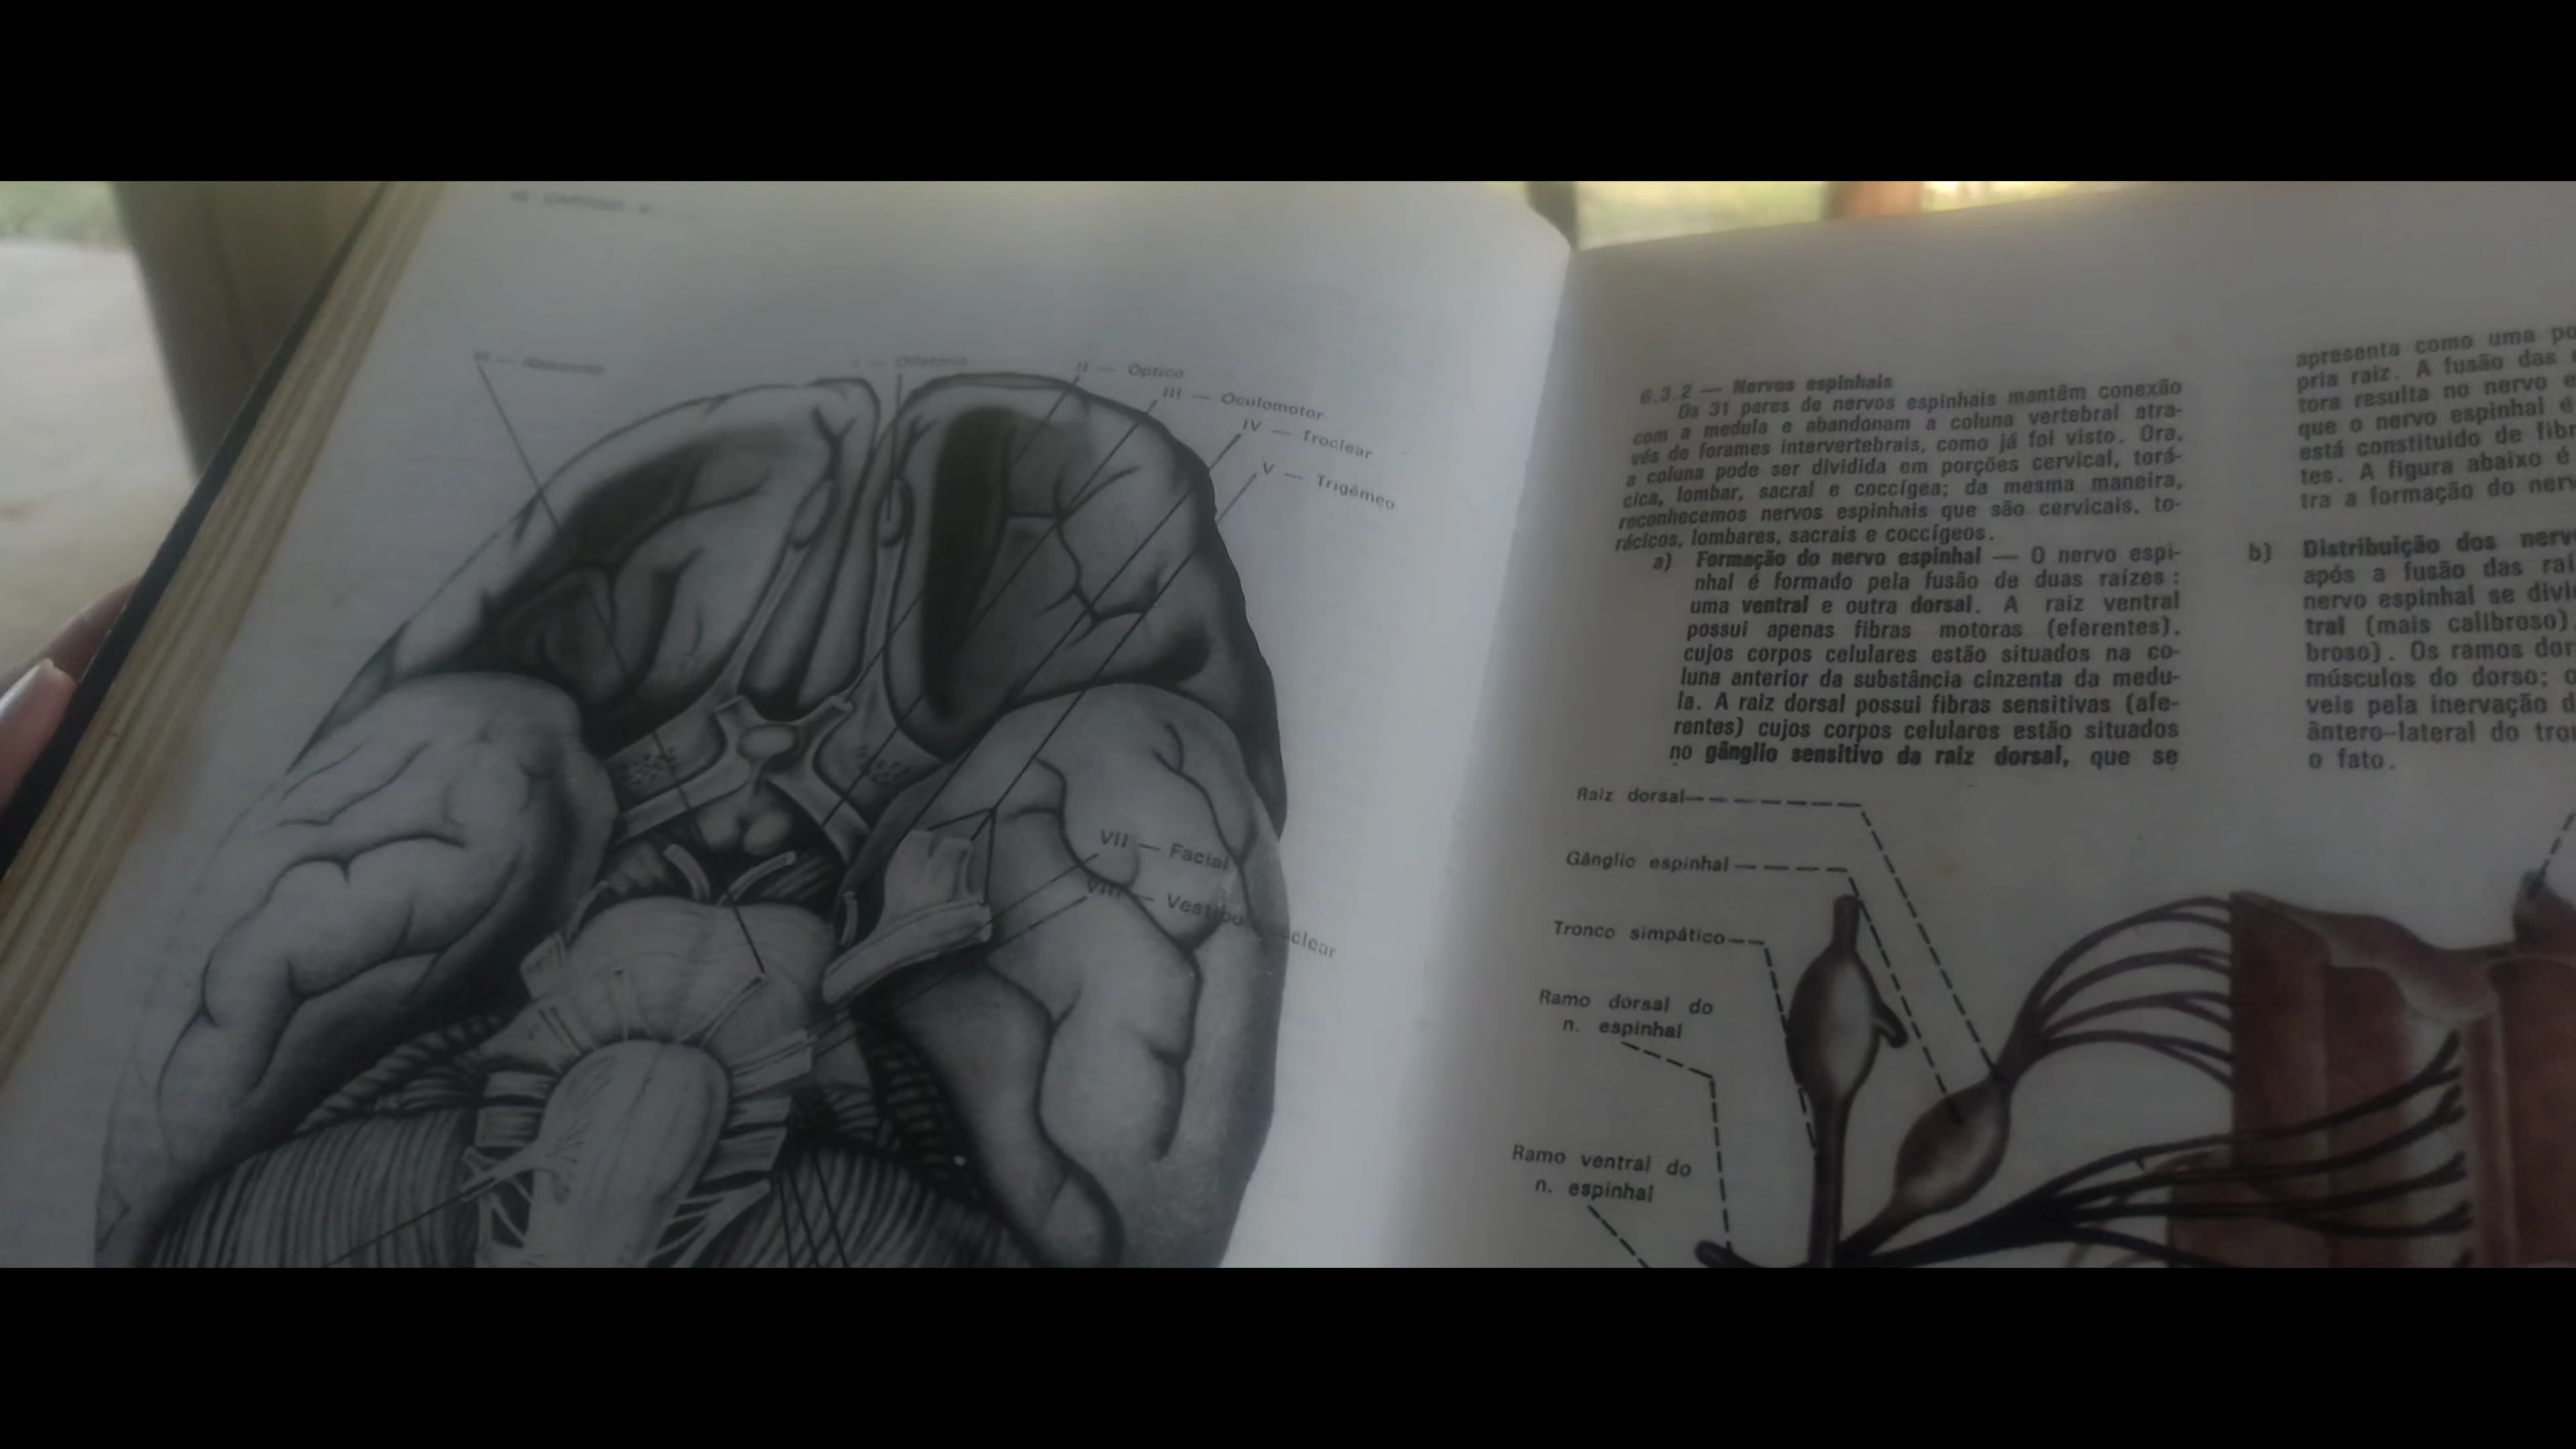 VI — Abducente
I — Olfatório
II — Óptico
III — Oculomotor
IV — Troclear
V — Trigêmeo
VII — Facial
VIII — Vestíbulo-coclear
6.3.2 — Nervos espinhais
Os 31 pares de nervos espinhais mantêm conexão
com a medula e abandonam a coluna vertebral atra-
vés de forames intervertebrais, como já foi visto. Ora,
a coluna pode ser dividida em porções cervical, torá-
cica, lombar, sacral e coccígea; da mesma maneira,
reconhecemos nervos espinhais que são cervicais, to-
rácicos, lombares, sacrais e coccígeos.
a) Formação do nervo espinhal — O nervo espi-
nhal é formado pela fusão de duas raízes:
uma ventral e outra dorsal. A raiz ventral
possui apenas fibras motoras (eferentes),
cujos corpos celulares estão situados na co-
luna anterior da substância cinzenta da medu-
la. A raiz dorsal possui fibras sensitivas (afe-
rentes) cujos corpos celulares estão situados
no gânglio sensitivo da raiz dorsal, que se
apresenta como uma
pria raiz. A fusão das
tora resulta no nervo
que o nervo espinhal é
está constituido de
tes. A figura abaixo é
tra a formação do
b) Distribuição dos
após a fusão das
nervo espinhal se
tral (mais calibroso)
broso). Os ramos
músculos do dorso;
veis pela inervação
ântero-lateral do
o fato.
Raiz dorsal
Gânglio espinhal
Tronco simpático
Ramo dorsal do
n. espinhal
Ramo ventral do
n. espinhal